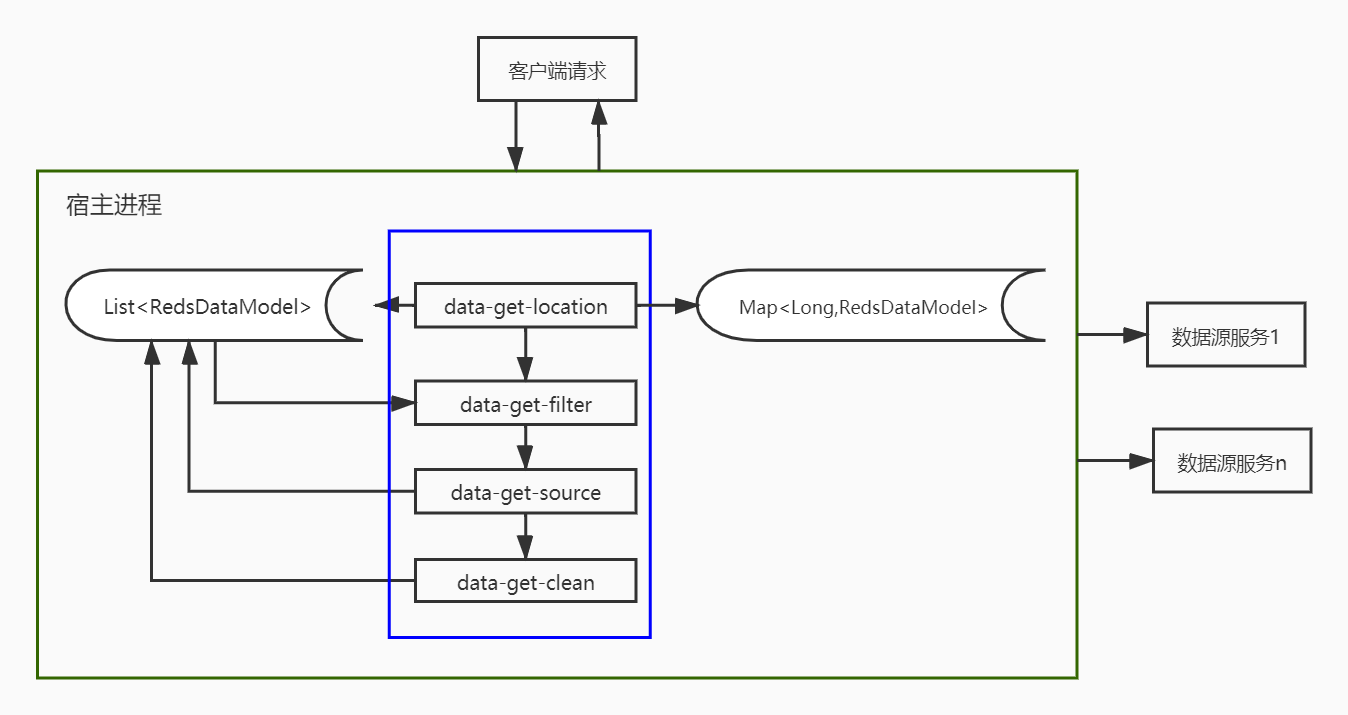 客户端请求
宿主进程
List<RedsDataModel>
data-get-location
Map<Long,RedsDataModel>
数据源服务1
data-get-filter
数据源服务n
data-get-source
data-get-clean